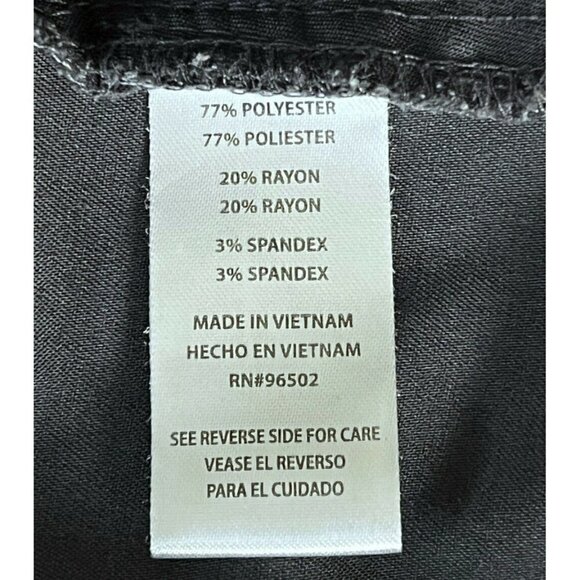 77% POLYESTER
77% POLIESTER
20% RAYON
20% RAYON
3% SPANDEX
3% SPANDEX
MADE IN VIETNAM
HECHO EN VIETNAM
RN#96502
SEE REVERSE SIDE FOR CARE
VEASE EL REVERSO
PARA EL CUIDADO